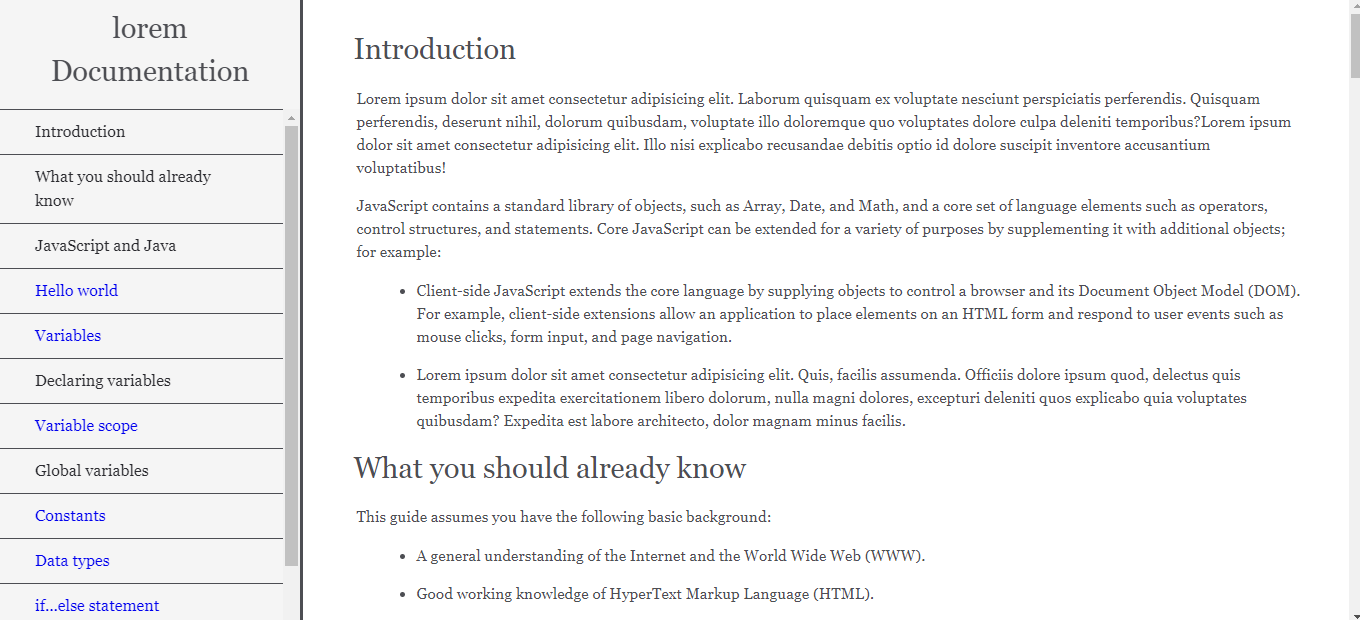 lorem
Documentation
Introduction
What you should already
know
JavaScript and Java
Hello world
Variables
Declaring variables
Variable scope
Global variables
Constants
Data types
if...else statement
Introduction
Lorem ipsum dolor sit amet consectetur adipisicing elit. Laborum quisquam ex voluptate nesciunt perspiciatis perferendis. Quisquam
perferendis, deserunt nihil, dolorum quibusdam, voluptate illo doloremque quo voluptates dolore culpa deleniti temporibus?Lorem ipsum
dolor sit amet consectetur adipisicing elit. Illo nisi explicabo recusandae debitis optio id dolore suscipit inventore accusantium
voluptatibus!
JavaScript contains a standard library of objects, such as Array, Date, and Math, and a core set of language elements such as operators,
control structures, and statements. Core JavaScript can be extended for a variety of purposes by supplementing it with additional objects;
for example:
• Client-side JavaScript extends the core language by supplying objects to control a browser and its Document Object Model (DOM).
For example, client-side extensions allow an application to place elements on an HTML form and respond to user events such as
mouse clicks, form input, and page navigation.
• Lorem ipsum dolor sit amet consectetur adipisicing elit. Quis, facilis assumenda. Officiis dolore ipsum quod, delectus quis
temporibus expedita exercitationem libero dolorum, nulla magni dolores, excepturi deleniti quos explicabo quia voluptates
quibusdam? Expedita est labore architecto, dolor magnam minus facilis.
What you should already know
This guide assumes you have the following basic background:
• A general understanding of the Internet and the World Wide Web (WWW).
• Good working knowledge of HyperText Markup Language (HTML).